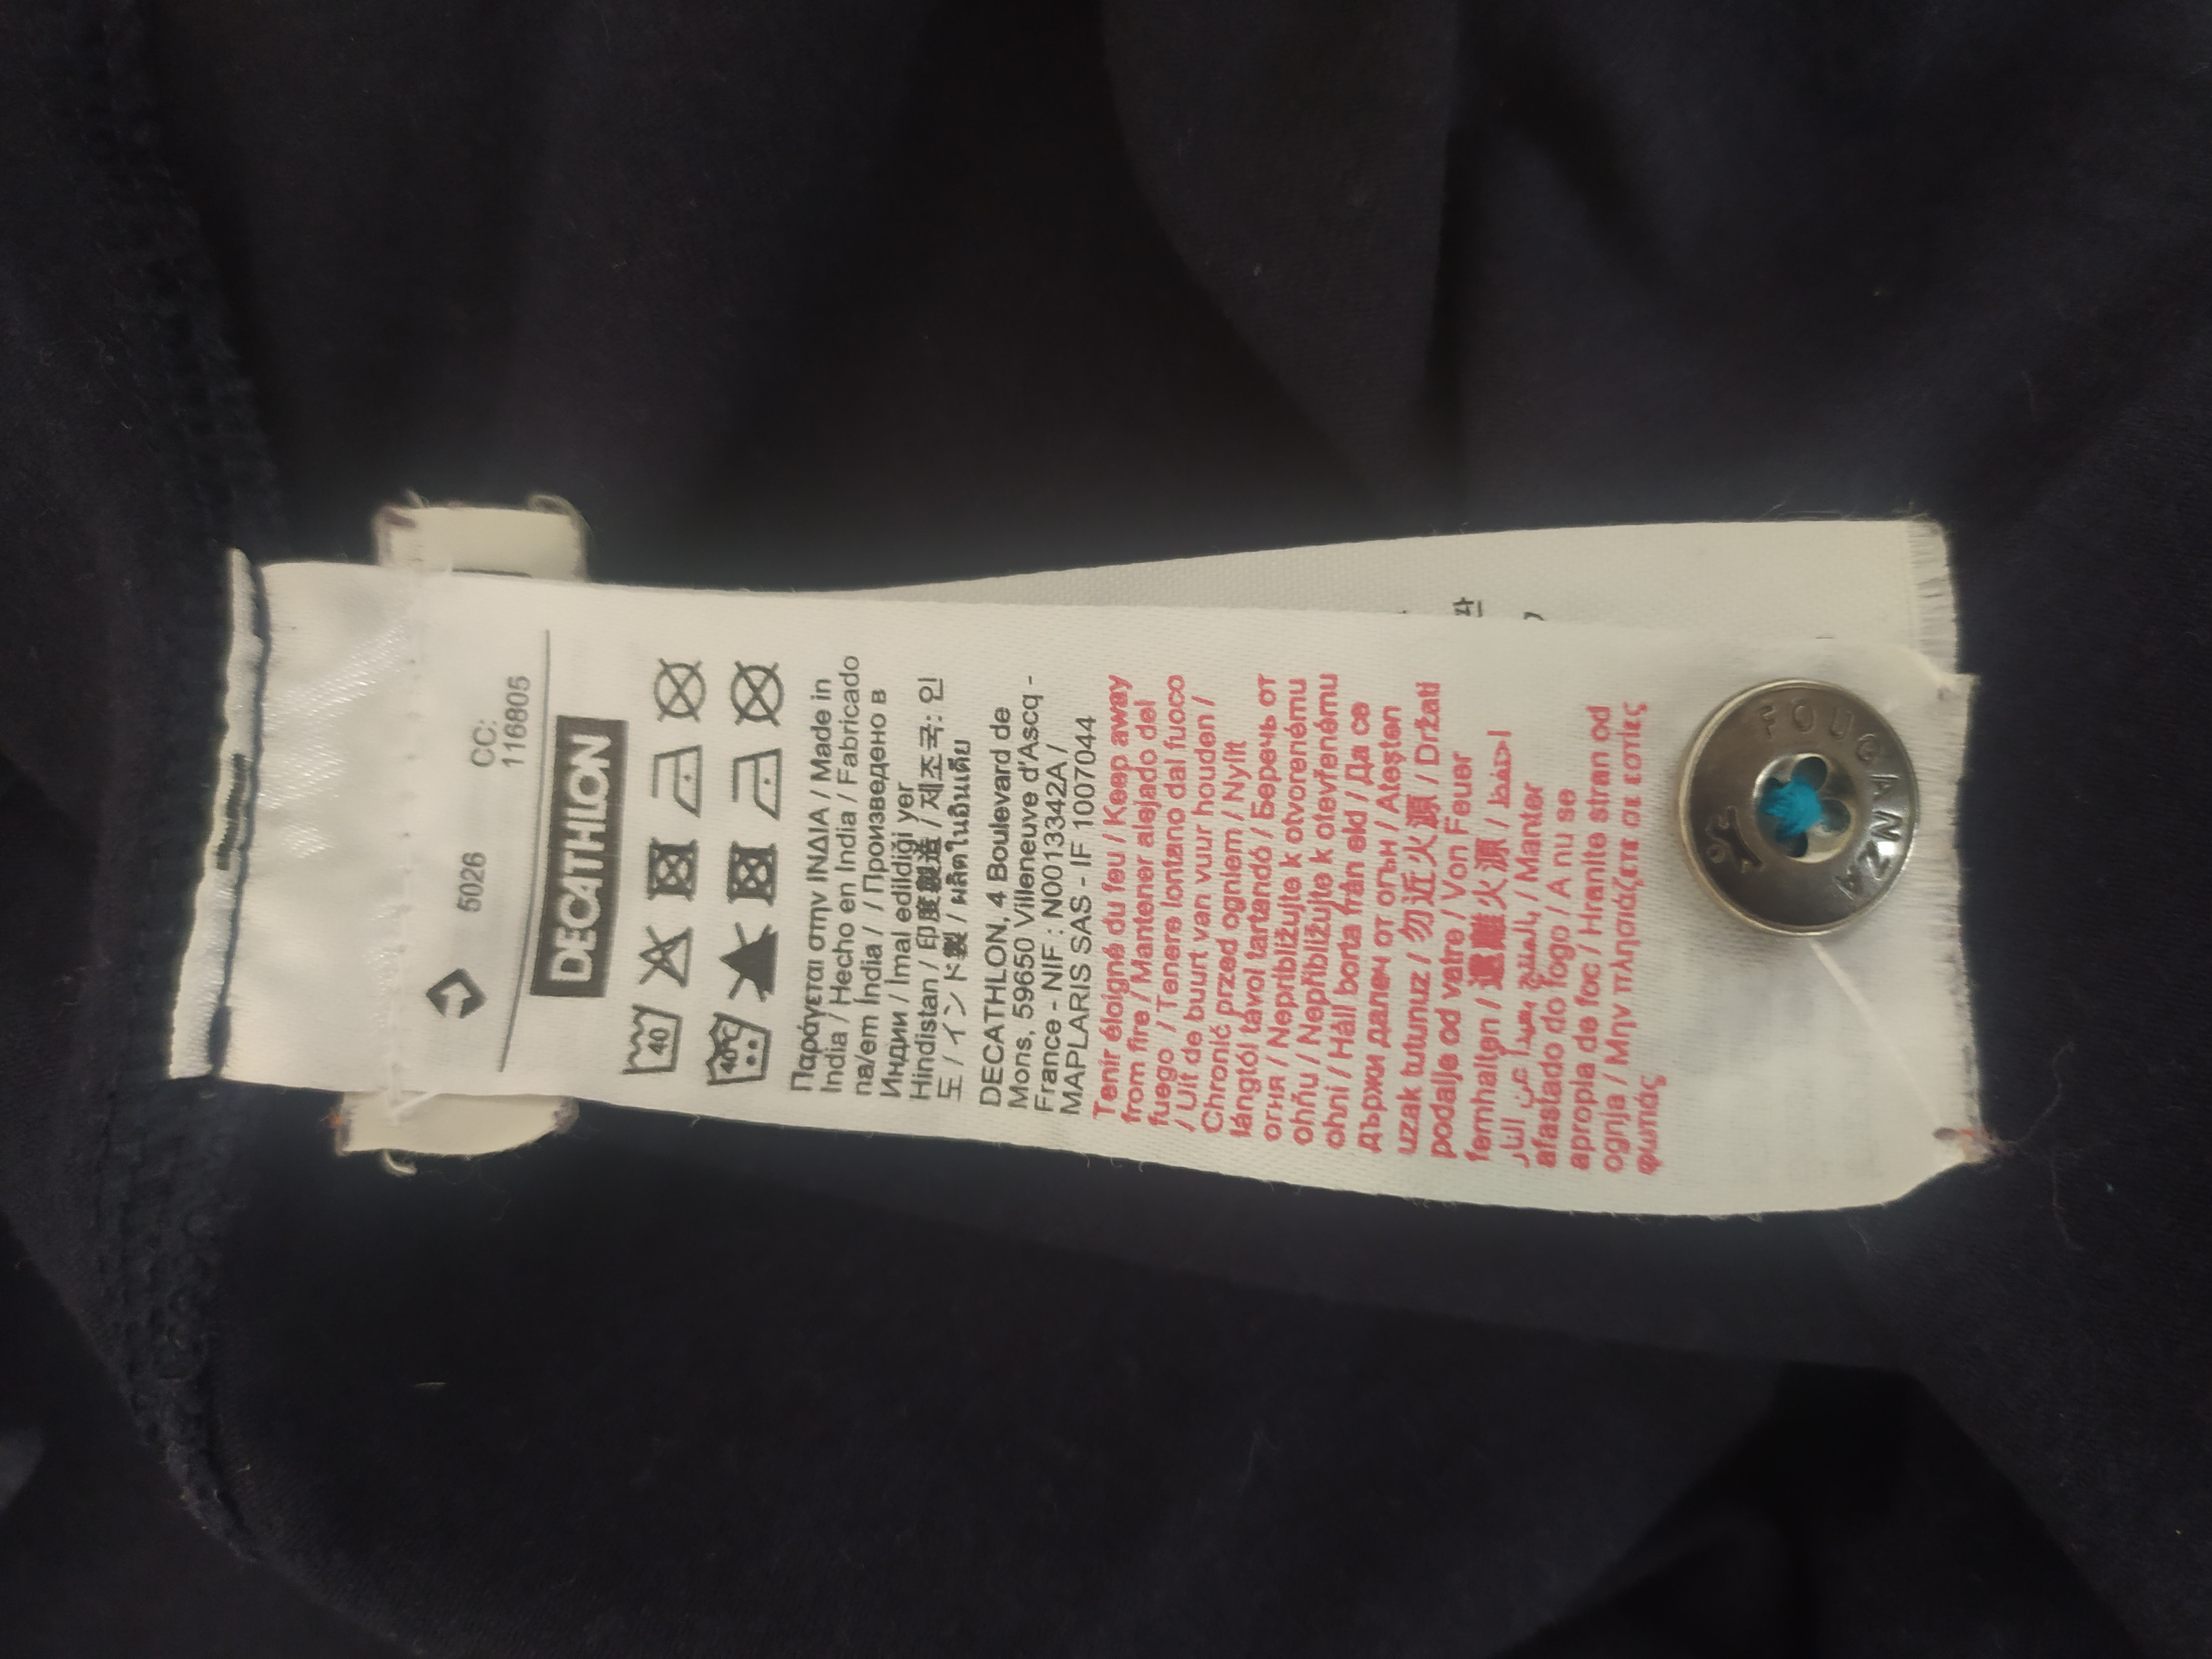 5026
CC:
116805
DECATHLON
40
40°C
Παράγεται στην ΙΝΔΙΑ / Made in
India / Hecho en India / Fabricado
na/em Índia / / Произведено в
Индии / Imal edildiği yer
Hindistan / 印度製造 / 제조국: 인
도 / インド製 / ผลิตในอินเดีย
DECATHLON, 4 Boulevard de
Mons, 59650 Villeneuve d'Ascq -
France - NIF : N0013342A /
MAPLARIS SAS - IF 1007044
Tenir éloigné du feu / Keep away
from fire / Mantener alejado del
fuego / Tenere lontano dal fuoco
/ Uit de buurt van vuur houden /
Chronić przed ogniem / Nyílt
lángtól távol tartandó / Беречь от
огня / Nepribližujte k otvorenému
ohňu / Nepřibližujte k otevřenému
ohni / Håll borta från eld / Да се
държи далеч от огън / Ateşten
uzak tutunuz / 勿近火源 / Držati
podalje od vatre / Von Feuer
fernhalten / 遠離火源 / احفظ
المنتج بعيدا عن النار / Manter
afastado do fogo / A nu se
apropia de foc / Hranite stran od
ognja / Μην πλησιάζετε σε εστίες
φωτιάς
FOUGANZA